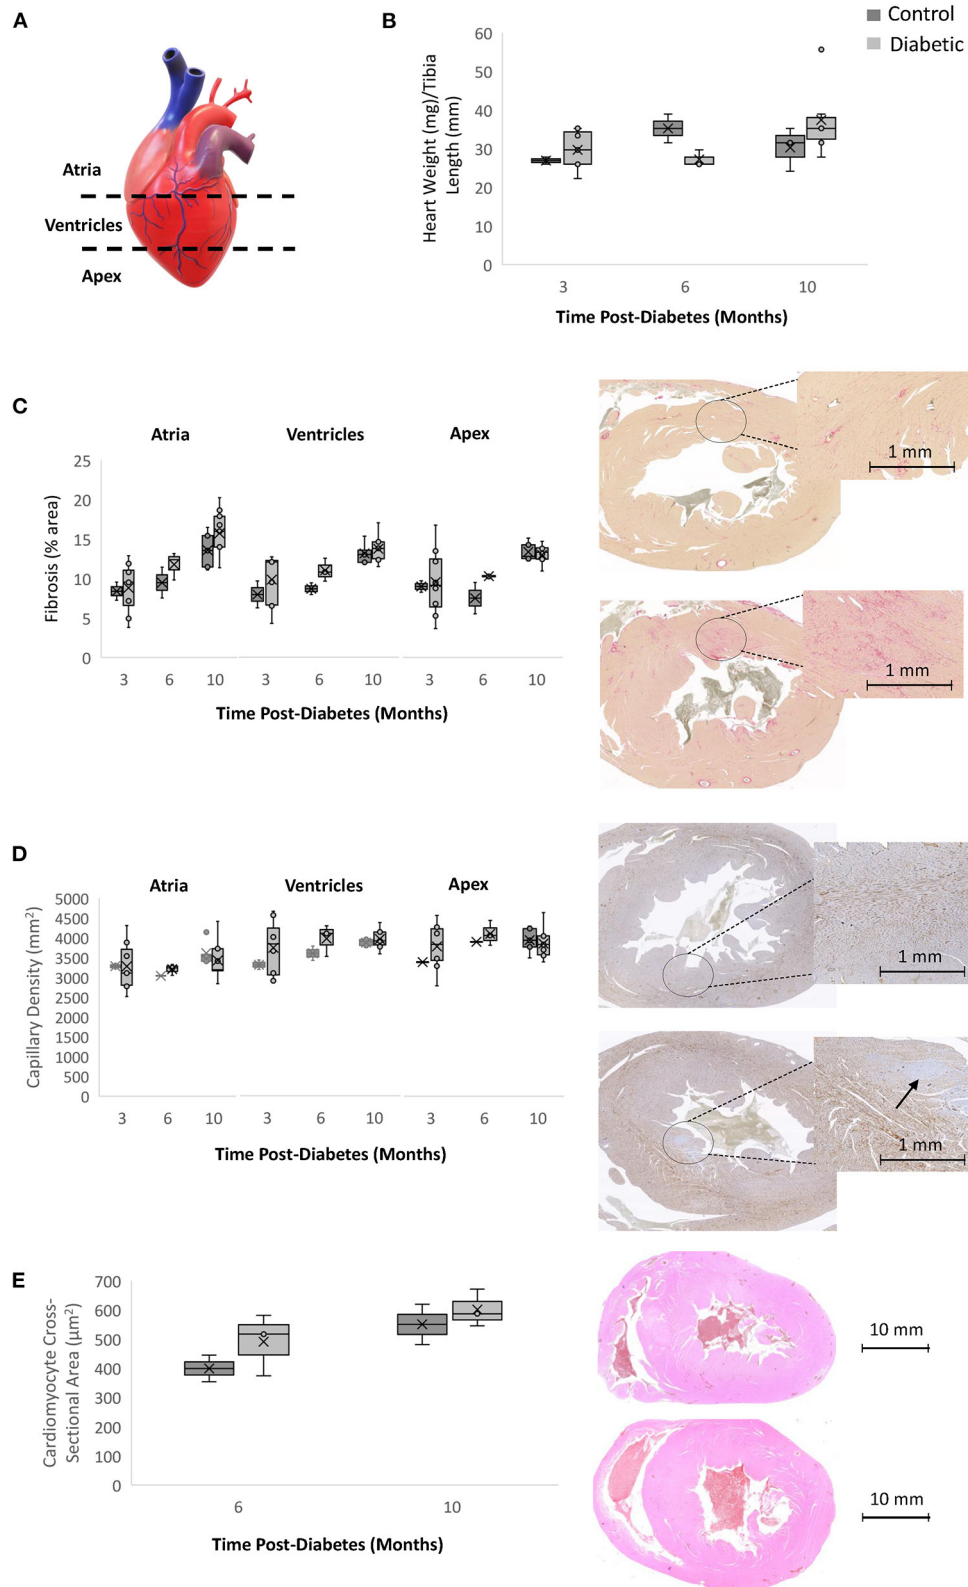 A
Atria
Ventricles
Apex
B
Control
Diabetic
Heart Weight (mg)/Tibia
Length (mm)
60
50
40
30
20
10
0
3 6 10
Time Post-Diabetes (Months)
C
Atria Ventricles Apex
Fibrosis (% area)
25
20
15
10
5
0
3 6 10 3 6 10 3 6 10
Time Post-Diabetes (Months)
1 mm
1 mm
D
Atria Ventricles Apex
Capillary Density (mm²)
5000
4500
4000
3500
3000
2500
2000
1500
1000
500
0
3 6 10 3 6 10 3 6 10
Time Post-Diabetes (Months)
1 mm
1 mm
E
Cardiomyocyte Cross-
Sectional Area (µm²)
700
600
500
400
300
200
100
0
6 10
Time Post-Diabetes (Months)
10 mm
10 mm